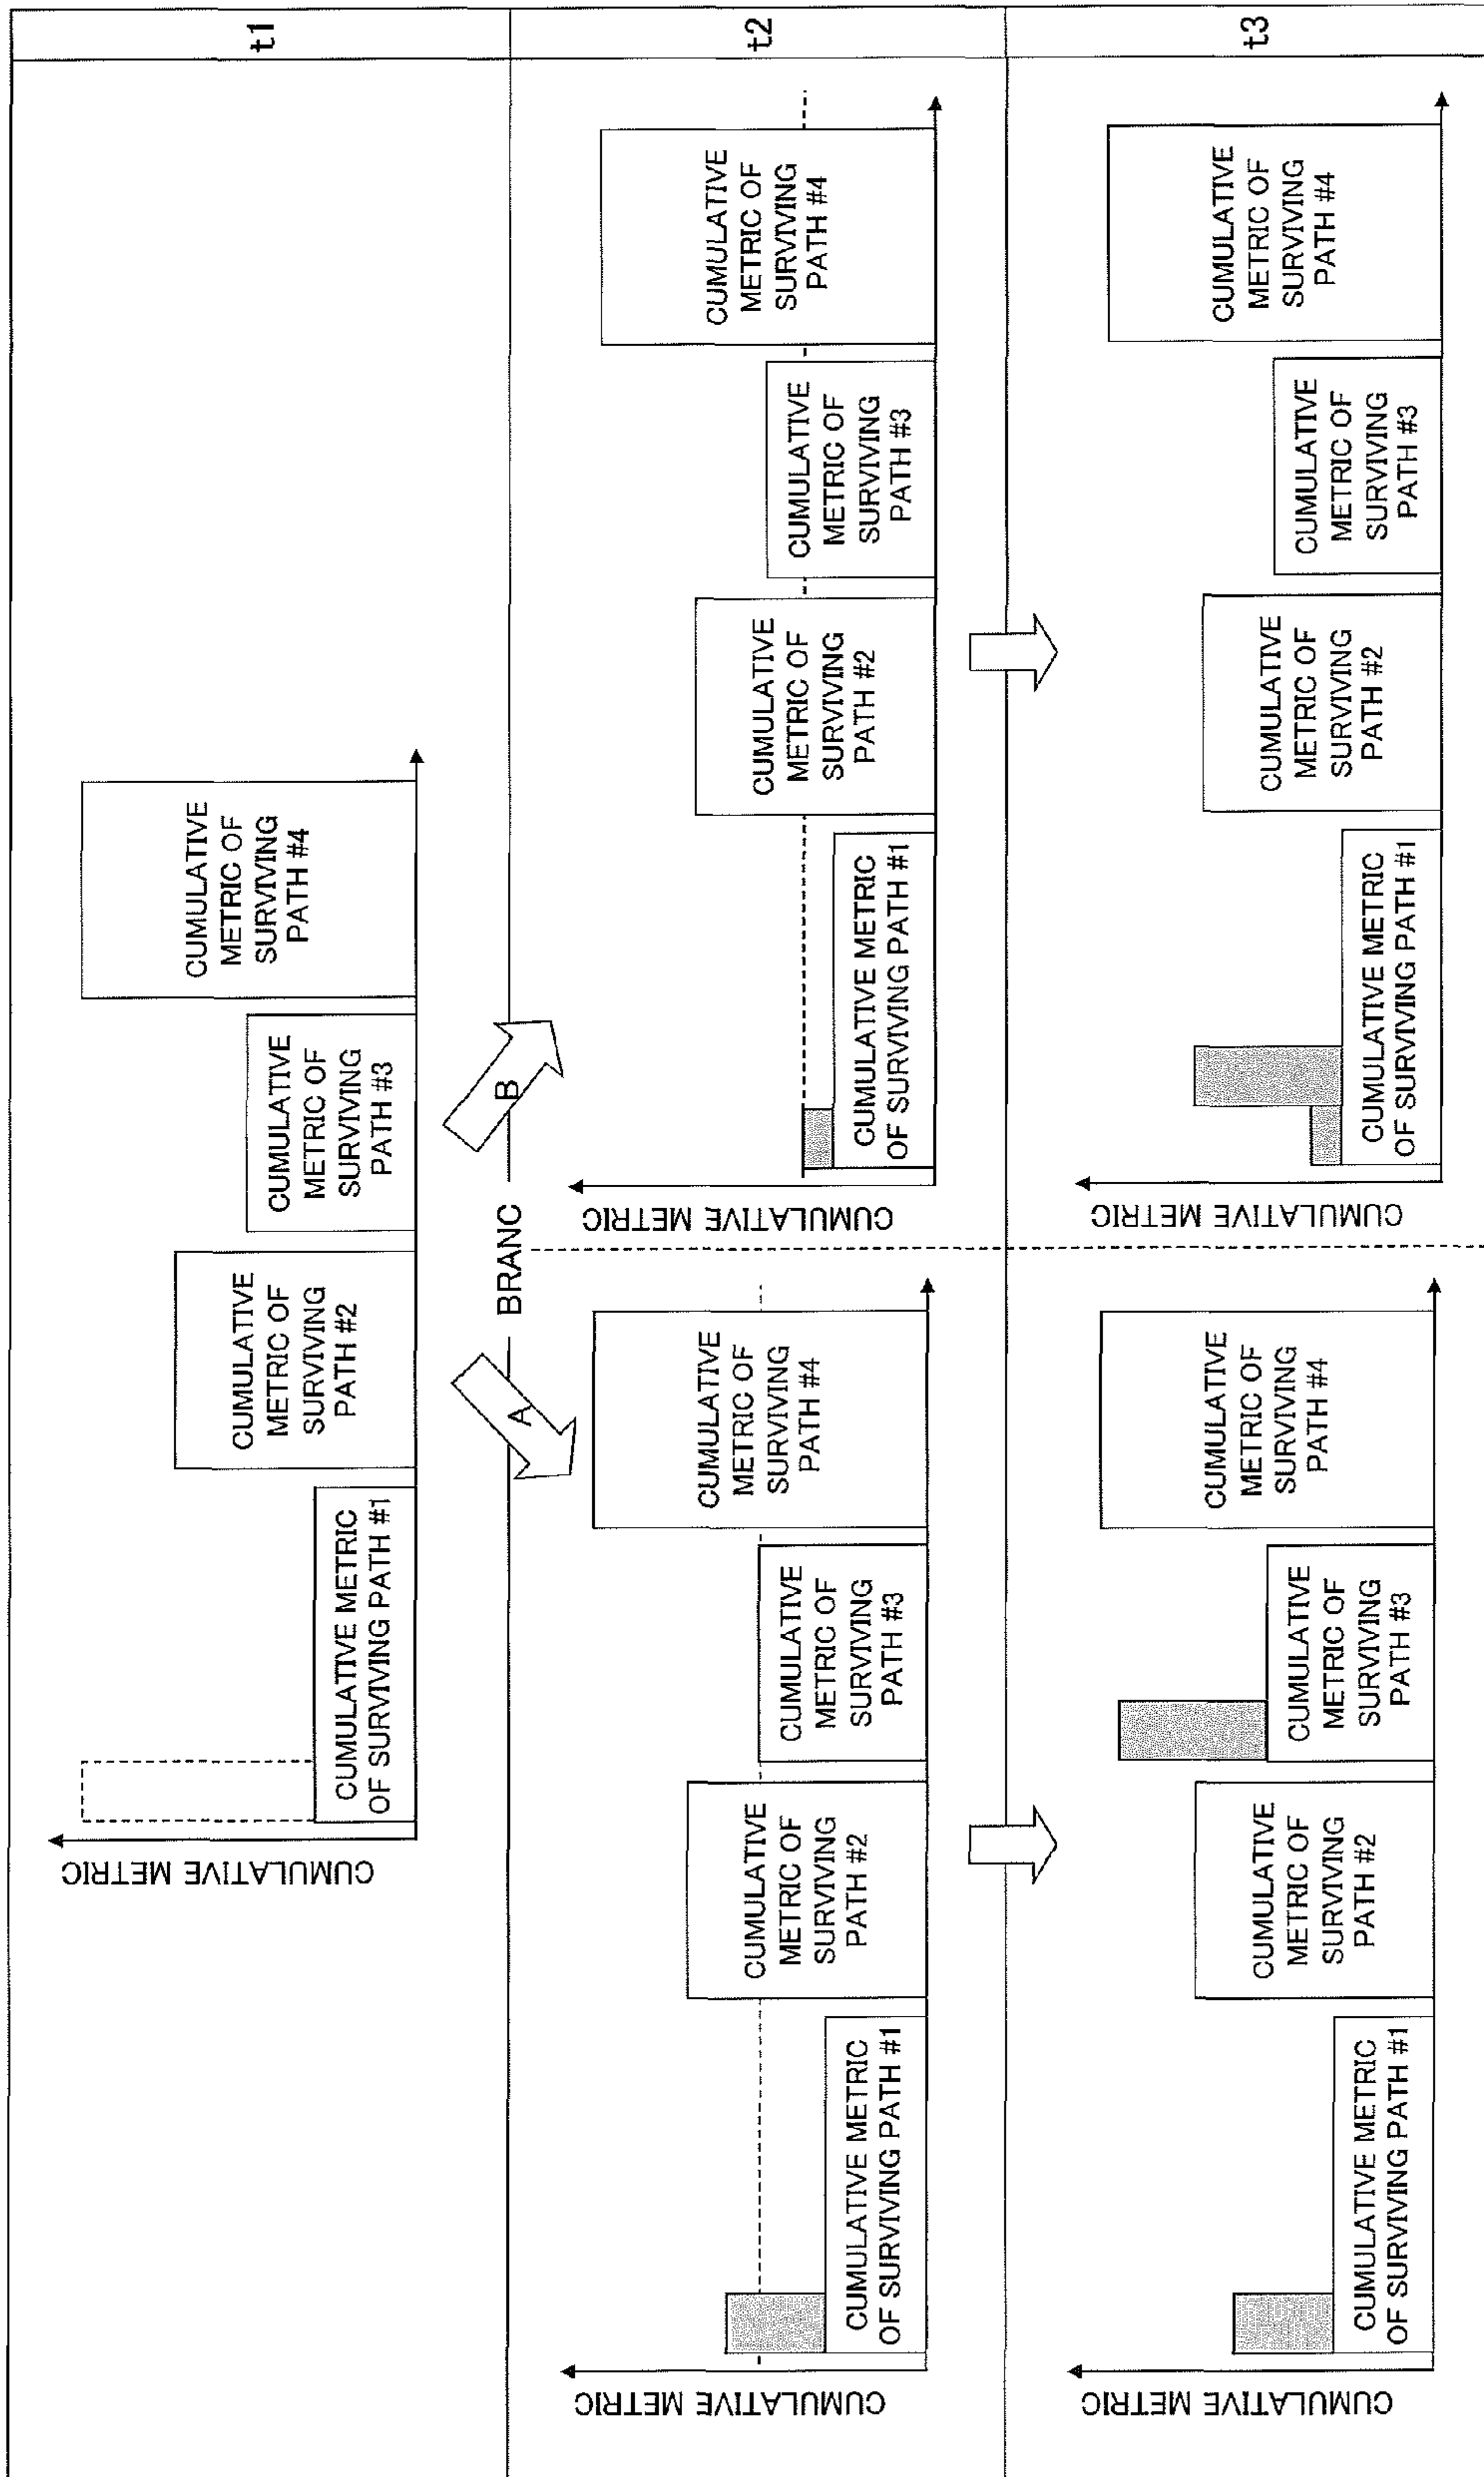 t1
CUMULATIVE METRIC
CUMULATIVE METRIC
OF SURVIVING PATH #1
CUMULATIVE
METRIC OF
SURVIVING
PATH #2
CUMULATIVE
METRIC OF
SURVIVING
PATH #3
CUMULATIVE
METRIC OF
SURVIVING
PATH #4
A
BRANC
B
t2
CUMULATIVE METRIC
CUMULATIVE METRIC
OF SURVIVING PATH #1
CUMULATIVE
METRIC OF
SURVIVING
PATH #2
CUMULATIVE
METRIC OF
SURVIVING
PATH #3
CUMULATIVE
METRIC OF
SURVIVING
PATH #4
CUMULATIVE METRIC
CUMULATIVE METRIC
OF SURVIVING PATH #1
CUMULATIVE
METRIC OF
SURVIVING
PATH #2
CUMULATIVE
METRIC OF
SURVIVING
PATH #3
CUMULATIVE
METRIC OF
SURVIVING
PATH #4
t3
CUMULATIVE METRIC
CUMULATIVE METRIC
OF SURVIVING PATH #1
CUMULATIVE
METRIC OF
SURVIVING
PATH #2
CUMULATIVE
METRIC OF
SURVIVING
PATH #3
CUMULATIVE
METRIC OF
SURVIVING
PATH #4
CUMULATIVE METRIC
CUMULATIVE METRIC
OF SURVIVING PATH #1
CUMULATIVE
METRIC OF
SURVIVING
PATH #2
CUMULATIVE
METRIC OF
SURVIVING
PATH #3
CUMULATIVE
METRIC OF
SURVIVING
PATH #4